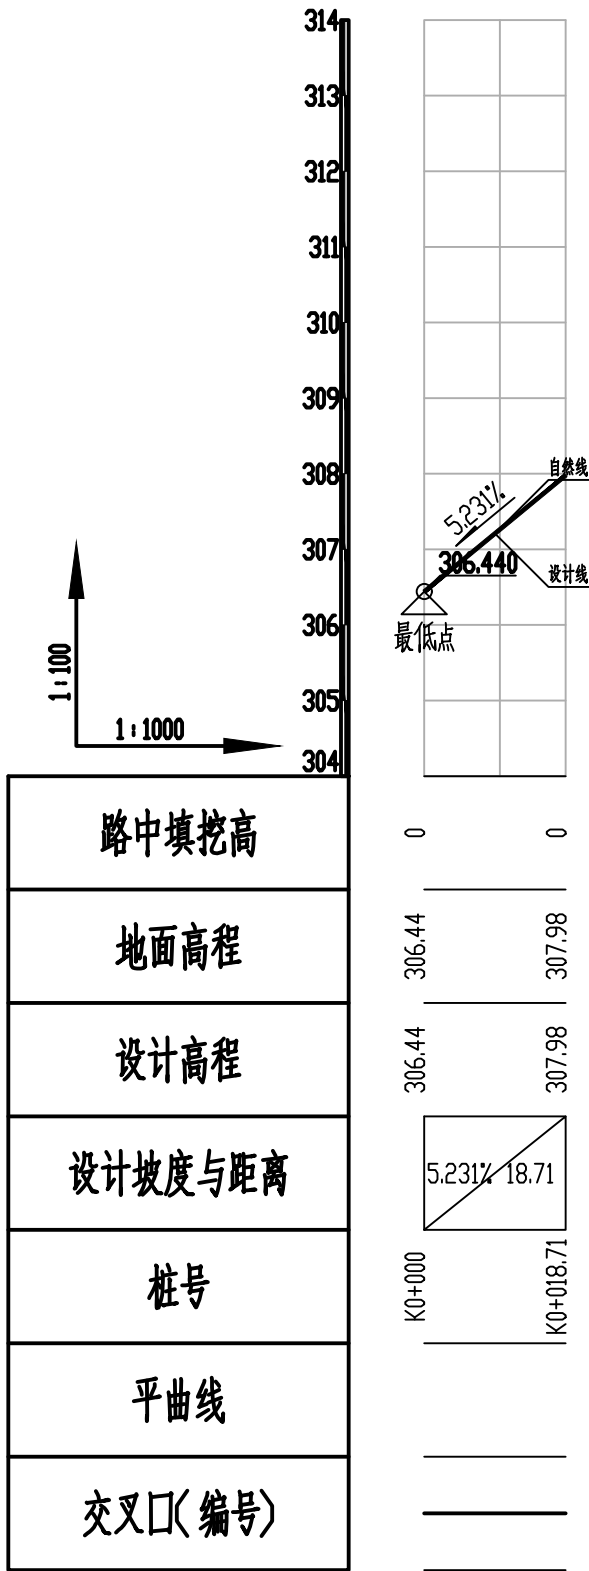 314
313
312
311
310
309
308
自然线
5.231%
307
306.440
设计线
306
最低点
1:100
305
1:1000
304
路中填挖高 0 0
地面高程 306.44 307.98
设计高程 306.44 307.98
设计坡度与距离 5.231% 18.71
桩号 K0+000 K0+018.71
平曲线
交叉口(编号)